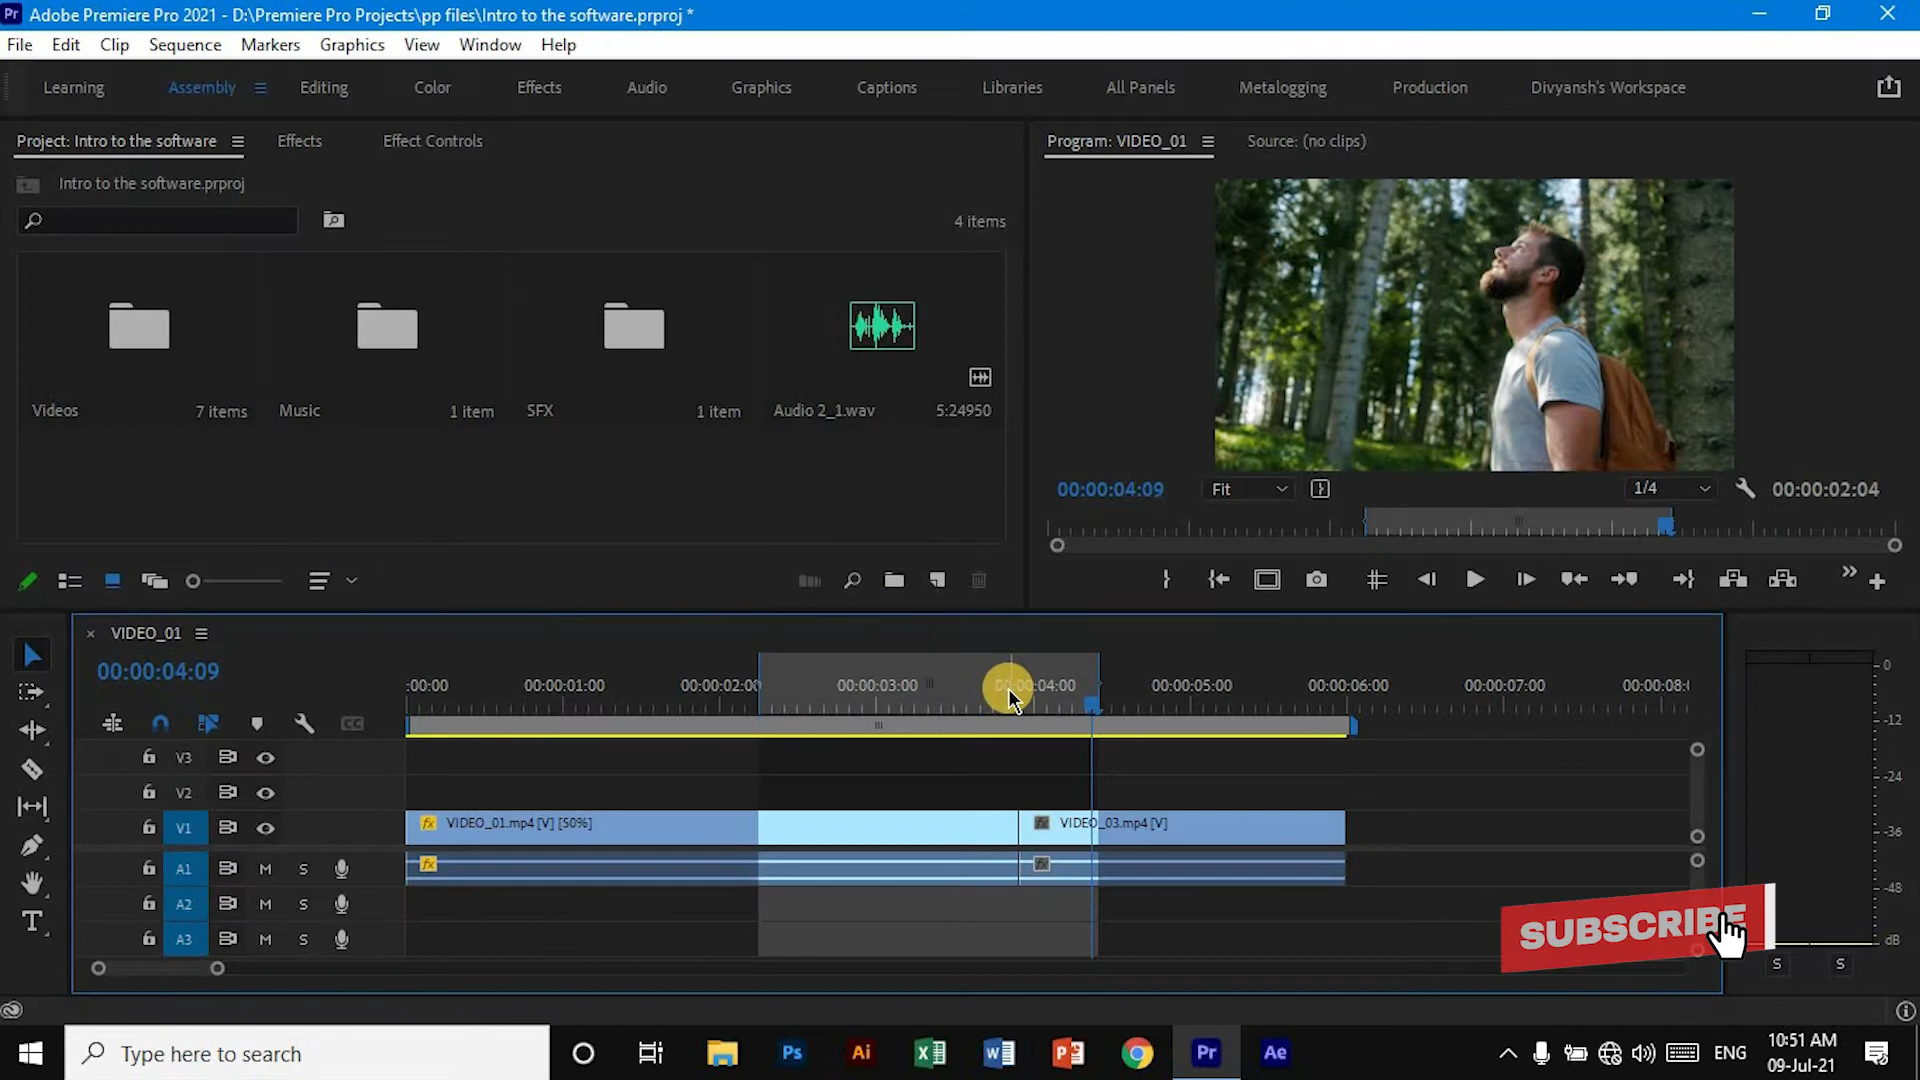 Pr Adobe Premiere Pro 2021 - D:\Premiere Pro Projects\pp files\Intro to the software.prproj *
File Edit Clip Sequence Markers Graphics View Window Help
Learning Assembly Editing Color Effects Audio Graphics Captions Libraries All Panels Metalogging Production Divyansh's Workspace
Project: Intro to the software Effects Effect Controls
Program: VIDEO_01 Source: (no clips)
Intro to the software.prproj
4 items
Videos 7 items Music 1 item SFX 1 item Audio 2_1.wav 5:24950
00:00:04:09 Fit 1/4 00:00:02:04
× VIDEO_01
00:00:04:09
:00:00 00:00:01:00 00:00:02:00 00:00:03:00 00:00:04:00 00:00:05:00 00:00:06:00 00:00:07:00 00:00:08:
CC
V3
V2
V1 fx VIDEO_01.mp4 [V] [50%] fx VIDEO_03.mp4 [V]
A1 M S fx fx
A2 M S
A3 M S
0
-12
-24
-36
-48
dB
S S
SUBSCRIBE
Type here to search
Ps Ai Pr Ae
ENG
10:51 AM
09-Jul-21